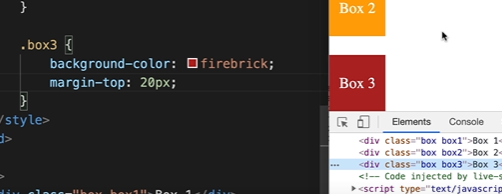 }
.box3 {
background-color: firebrick;
margin-top: 20px;
}
/style>
>
<div class="box box1">Box 1</div>
Box 2
Box 3
Elements
Console
<div class="box box1">Box 1<
<div class="box box2">Box 2<
<div class="box box3">Box 3<
<!-- Code injected by live-s
<script type="text/javascrip